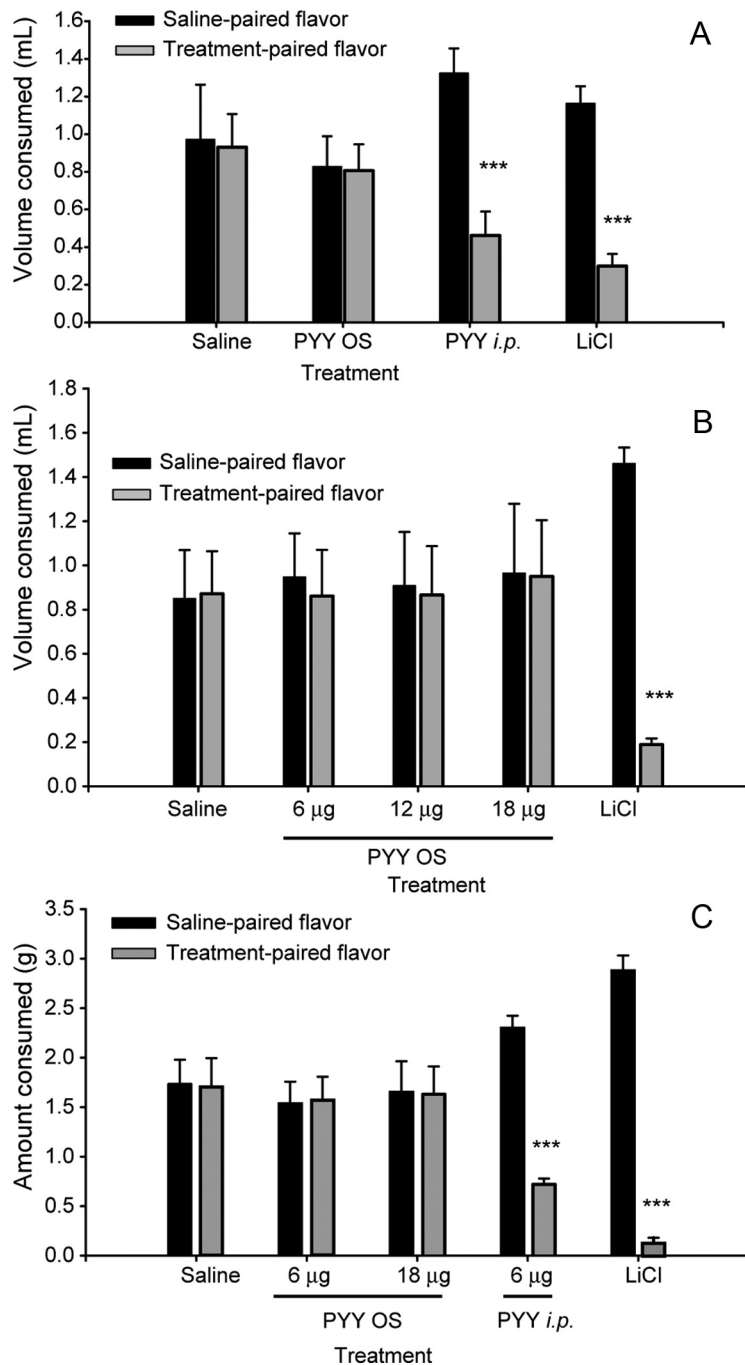 A
Saline-paired flavor
Treatment-paired flavor
Volume consumed (mL)
1.6
1.4
1.2
1.0
0.8
0.6
0.4
0.2
0.0
***
***
Saline PYY OS PYY i.p. LiCl
Treatment
B
Saline-paired flavor
Treatment-paired flavor
Volume consumed (mL)
1.8
1.6
1.4
1.2
1.0
0.8
0.6
0.4
0.2
0.0
***
Saline 6 µg 12 µg 18 µg LiCl
PYY OS
Treatment
C
Saline-paired flavor
Treatment-paired flavor
Amount consumed (g)
3.5
3.0
2.5
2.0
1.5
1.0
0.5
0.0
***
***
Saline 6 µg 18 µg 6 µg LiCl
PYY OS PYY i.p.
Treatment